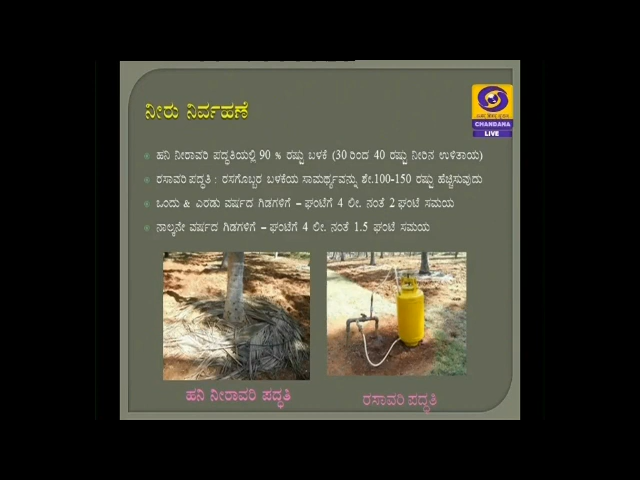 ನೀರು ನಿರ್ವಹಣೆ
CHANDANA
LIVE
ಹನಿ ನೀರಾವರಿ ಪದ್ಧತಿಯಲ್ಲಿ 90 % ರಷ್ಟು ಬಳಕೆ (30 ರಿಂದ 40 ರಷ್ಟು ನೀರಿನ ಉಳಿತಾಯ)
ರಸಾವರಿ ಪದ್ಧತಿ : ರಸಗೊಬ್ಬರ ಬಳಕೆಯ ಸಾಮರ್ಥ್ಯವನ್ನು ಶೇ.100-150 ರಷ್ಟು ಹೆಚ್ಚಿಸುವುದು
ಒಂದು & ಎರಡು ವರ್ಷದ ಗಿಡಗಳಿಗೆ – ಘಂಟೆಗೆ 4 ಲೀ. ನಂತೆ 2 ಘಂಟೆ ಸಮಯ
ನಾಲ್ಕನೇ ವರ್ಷದ ಗಿಡಗಳಿಗೆ – ಘಂಟೆಗೆ 4 ಲೀ. ನಂತೆ 1.5 ಘಂಟೆ ಸಮಯ
ಹನಿ ನೀರಾವರಿ ಪದ್ಧತಿ
ರಸಾವರಿ ಪದ್ಧತಿ